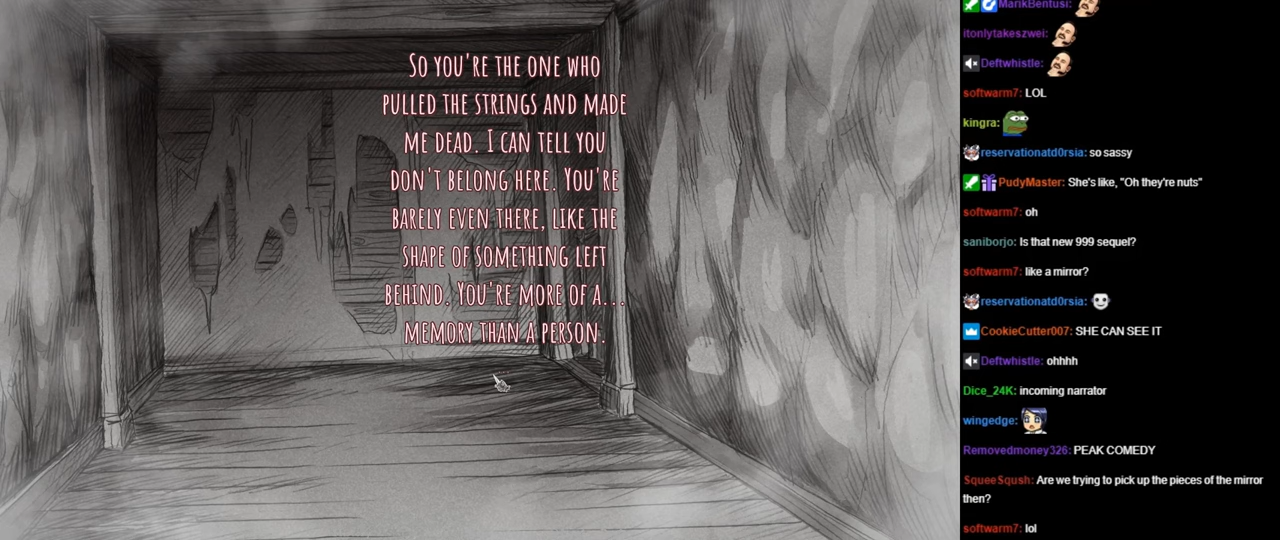 So you're the one who
pulled the strings and made
me dead. I can tell you
don't belong here. You're
barely even there, like the
shape of something left
behind. You're more of a...
memory than a person.
MarikBentusi:
itonlytakeszwei:
Deftwhistle:
softwarm7: LOL
kingra:
reservationatd0rsia: so sassy
PudyMaster: She's like, "Oh they're nuts"
softwarm7: oh
saniborjo: Is that new 999 sequel?
softwarm7: like a mirror?
reservationatd0rsia:
CookieCutter007: SHE CAN SEE IT
Deftwhistle: ohhhh
Dice_24K: incoming narrator
wingedge:
Removedmoney326: PEAK COMEDY
SqueeSqush: Are we trying to pick up the pieces of the mirror
then?
softwarm7: lol